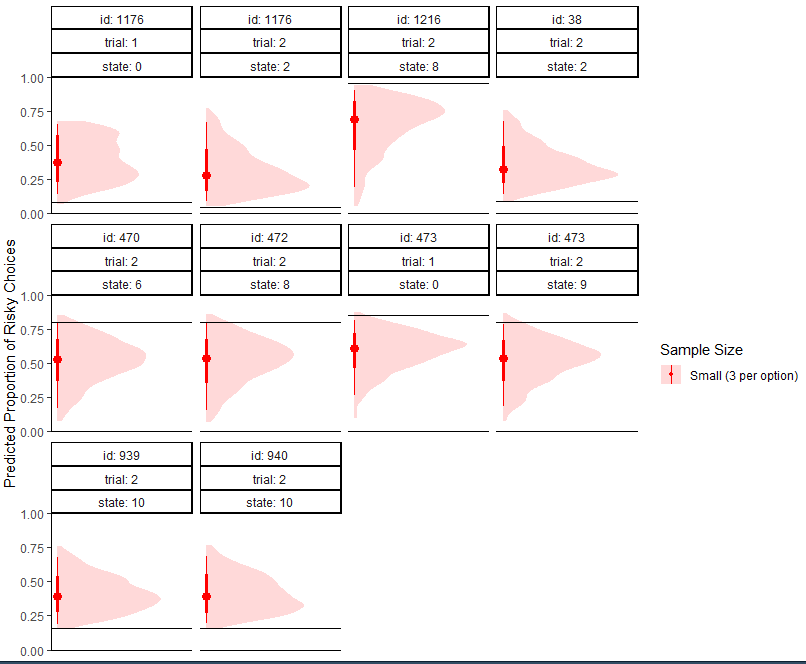 id: 1176 id: 1176 id: 1216 id: 38
trial: 1 trial: 2 trial: 2 trial: 2
state: 0 state: 2 state: 8 state: 2
1.00
0.75
0.50
0.25
0.00
id: 470 id: 472 id: 473 id: 473
trial: 2 trial: 2 trial: 1 trial: 2
state: 6 state: 8 state: 0 state: 9
1.00
0.75
0.50
0.25
0.00
id: 939 id: 940
trial: 2 trial: 2
state: 10 state: 10
1.00
0.75
0.50
0.25
0.00
Predicted Proportion of Risky Choices
Sample Size
Small (3 per option)